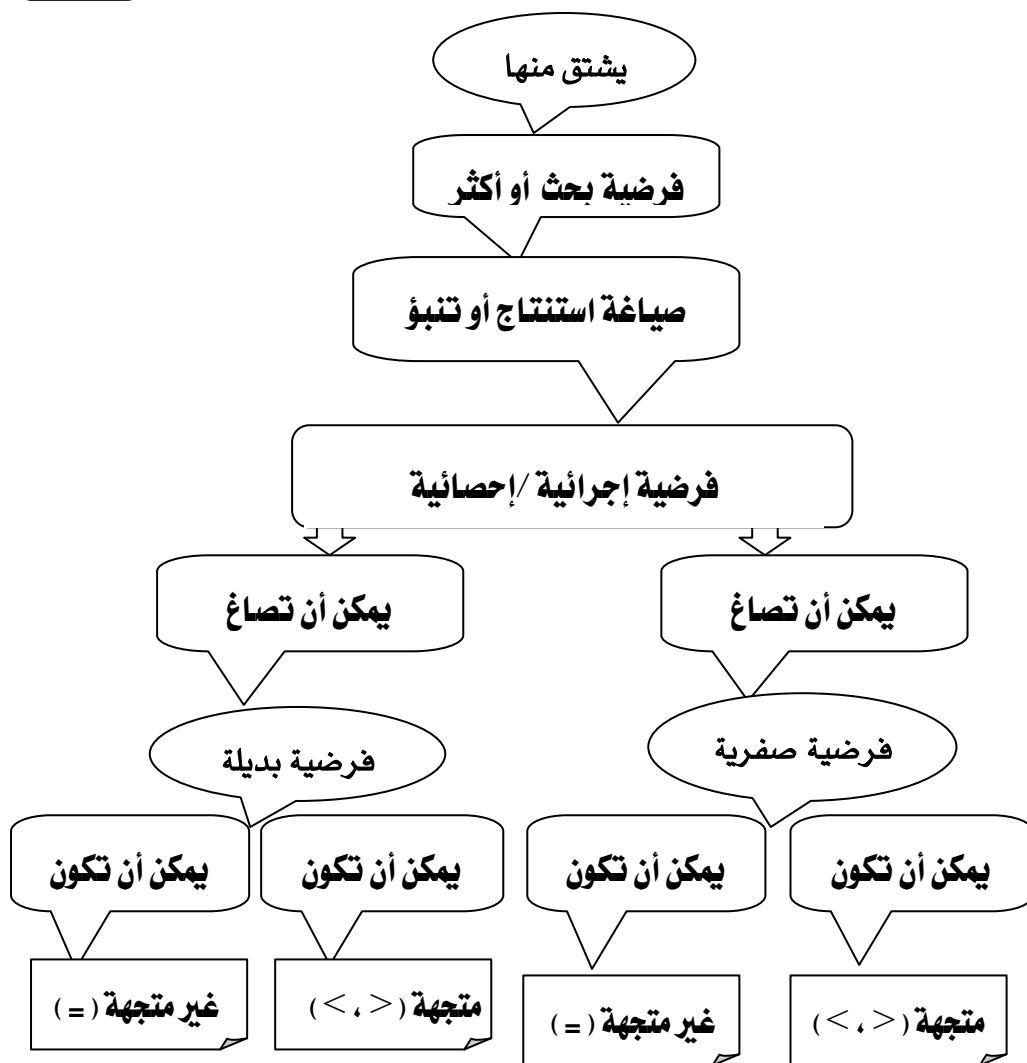 يشتق منها
فرضية بحث أو أكثر
صياغة استنتاج أو تنبؤ
فرضية إجرائية /إحصائية
يمكن أن تصاغ
يمكن أن تصاغ
فرضية صفرية
فرضية بديلة
يمكن أن تكون
يمكن أن تكون
يمكن أن تكون
يمكن أن تكون
متجهة (< ، >)
غير متجهة ( = )
متجهة (< ، >)
غير متجهة ( = )